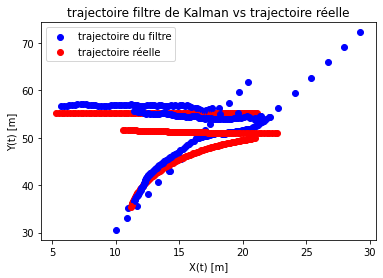 trajectoire filtre de Kalman vs trajectoire réelle
trajectoire du filtre
trajectoire réelle
Y(t) [m]
70
60
50
40
30
5
10
15
20
25
30
X(t) [m]